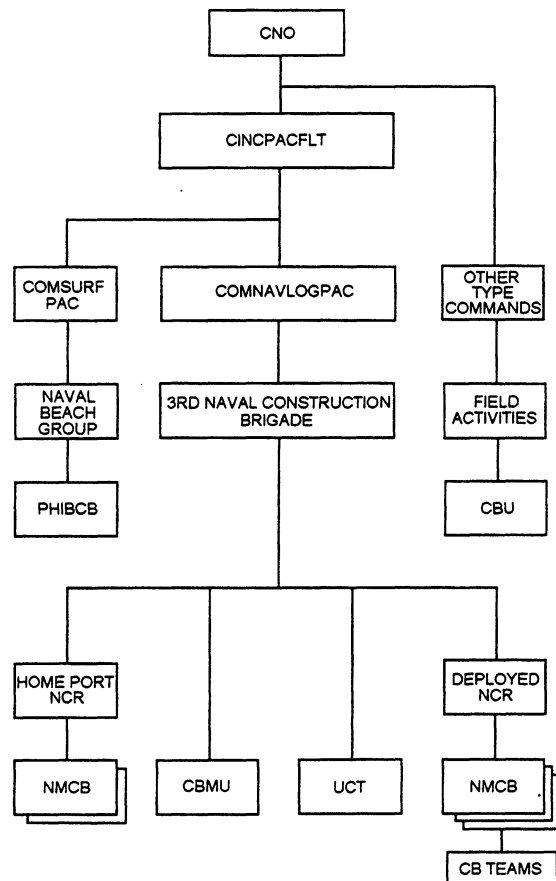 CNO
CINCPACFLT
COMSURF
PAC
COMNAVLOGPAC
OTHER
TYPE
COMMANDS
NAVAL
BEACH
GROUP
3RD NAVAL CONSTRUCTION
BRIGADE
FIELD
ACTIVITIES
PHIBCB
CBU
HOME PORT
NCR
DEPLOYED
NCR
NMCB
CBMU
UCT
NMCB
CB TEAMS